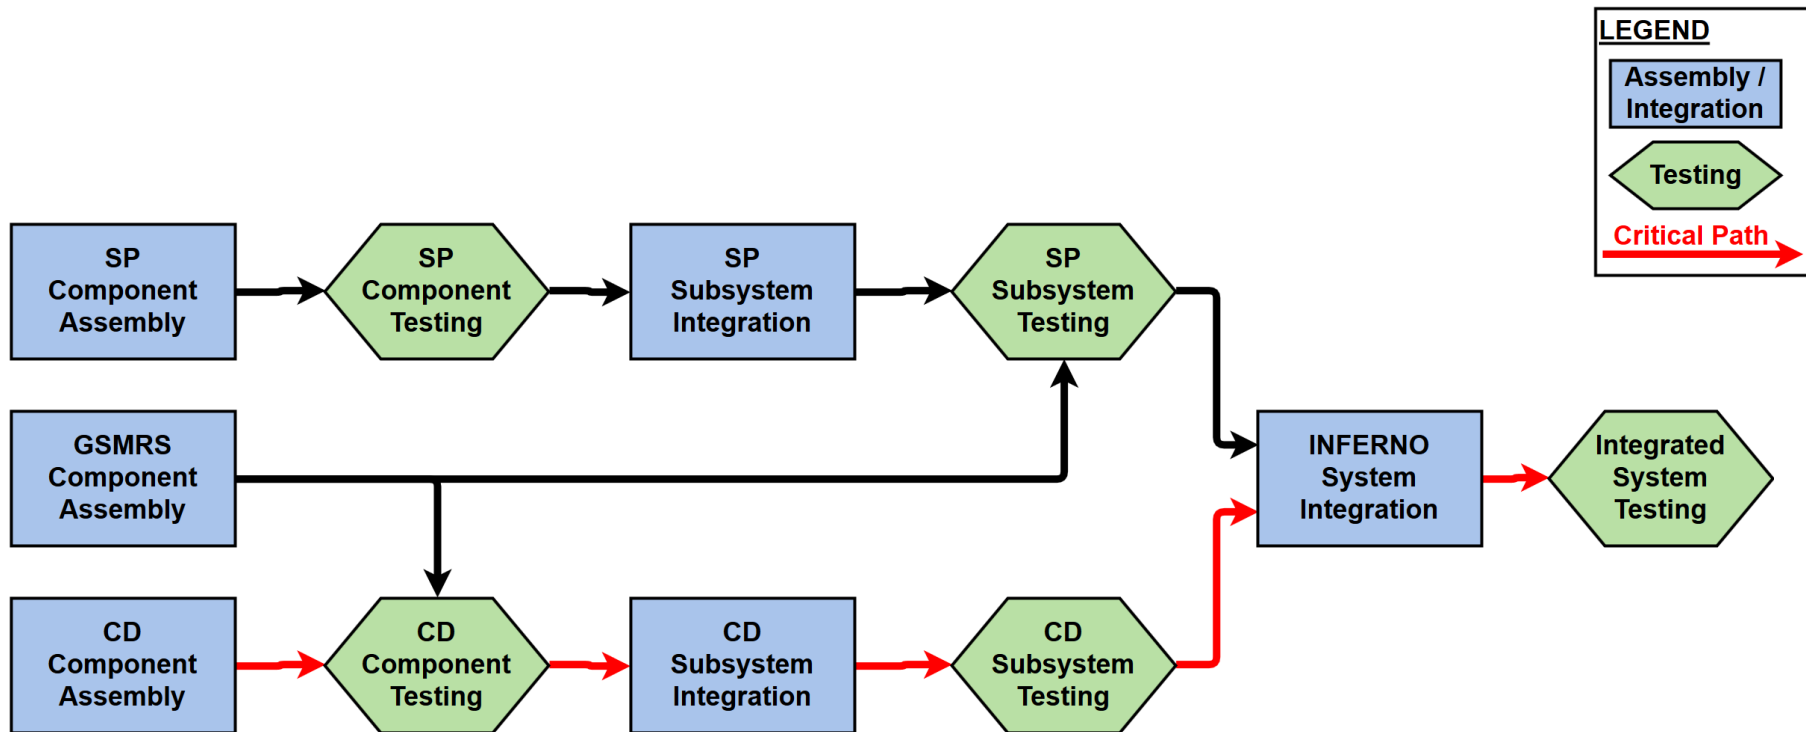 LEGEND
Assembly /
Integration
Testing
Critical Path
SP
Component
Assembly
SP
Component
Testing
SP
Subsystem
Integration
SP
Subsystem
Testing
GSMRS
Component
Assembly
INFERNO
System
Integration
Integrated
System
Testing
CD
Component
Assembly
CD
Component
Testing
CD
Subsystem
Integration
CD
Subsystem
Testing